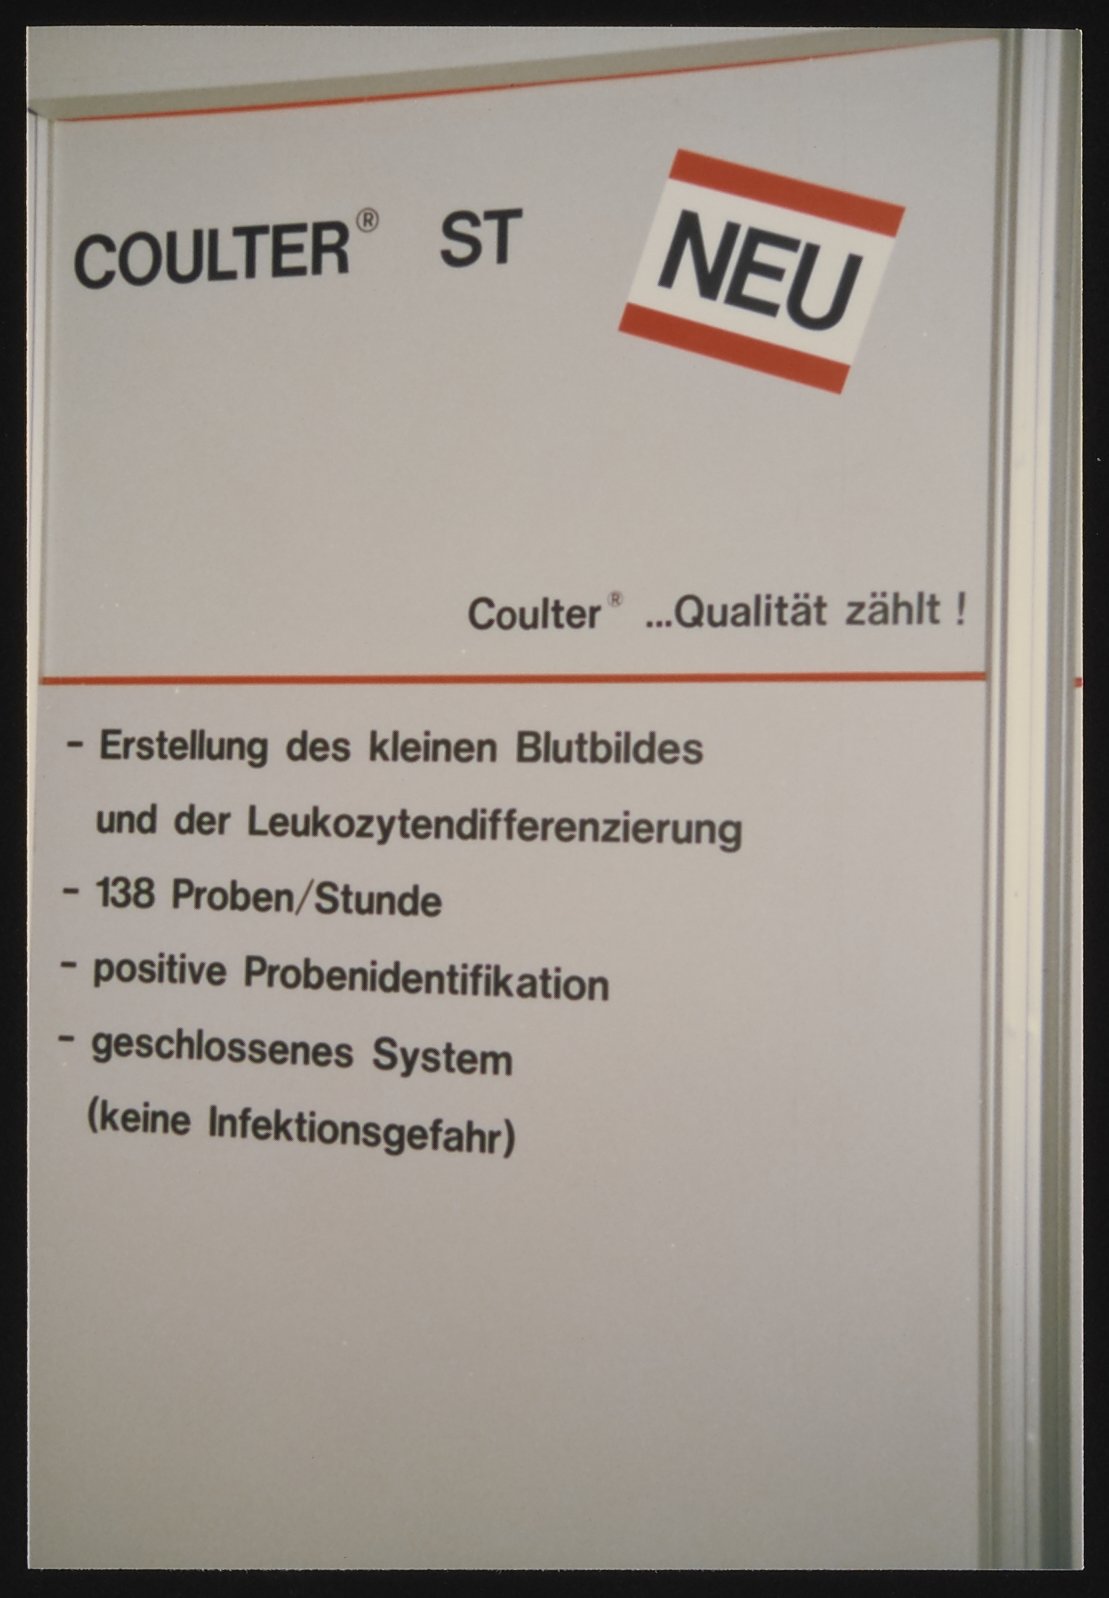 COULTER® ST
NEU
Coulter® ...Qualität zählt !
- Erstellung des kleinen Blutbildes
und der Leukozytendifferenzierung
- 138 Proben/Stunde
- positive Probenidentifikation
- geschlossenes System
(keine Infektionsgefahr)